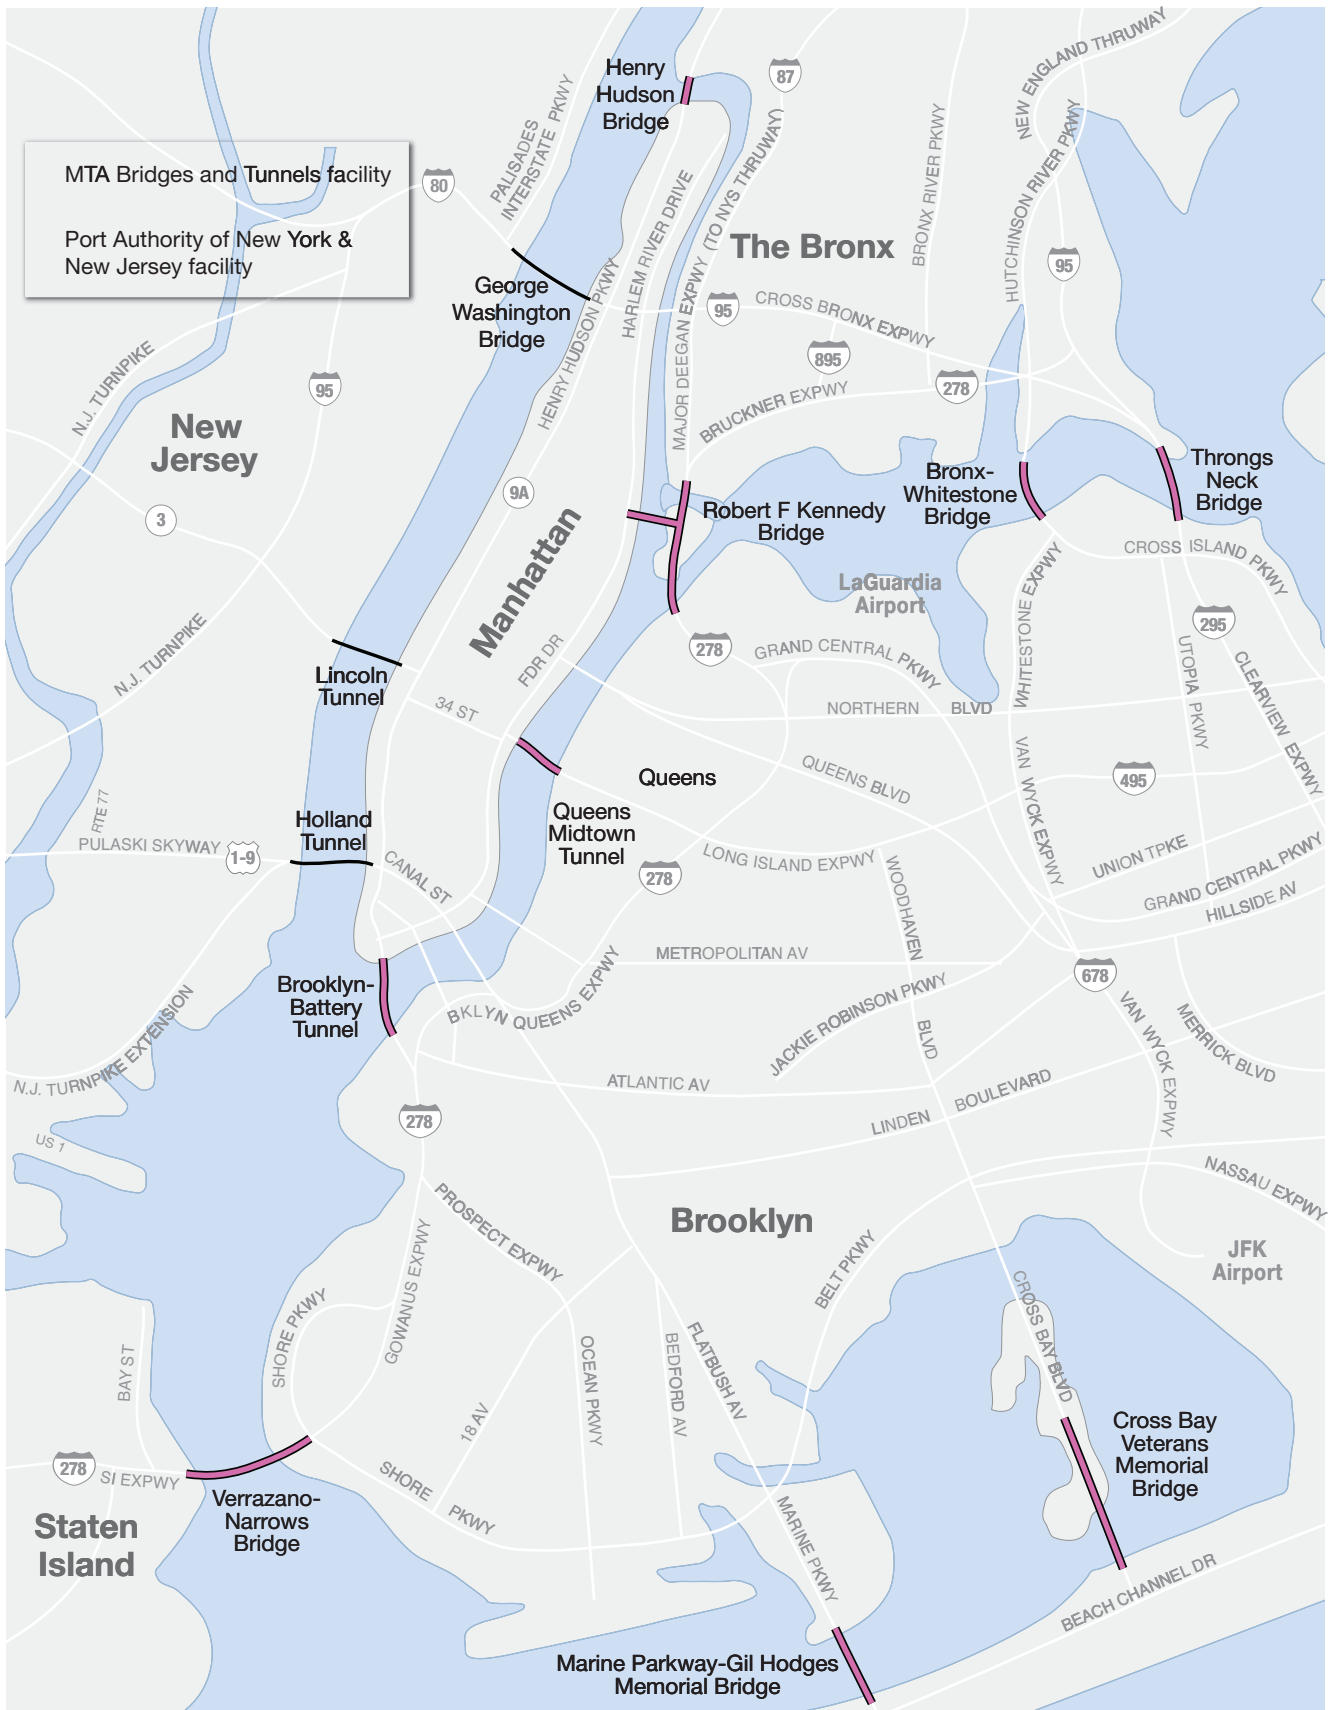 Henry
Hudson
Bridge
87
NEW ENGLAND THRUWAY
PALISADES
INTERSTATE PKWY
MTA Bridges and Tunnels facility
Port Authority of New York &
New Jersey facility
80
HARLEM RIVER DRIVE
MAJOR DEEGAN EXPWY (TO NYS THRUWAY)
The Bronx
BRONX RIVER PKWY
HUTCHINSON RIVER PKWY
95
George
Washington
Bridge
HENRY HUDSON PKWY
95
CROSS BRONX EXPWY
895
278
BRUCKNER EXPWY
N.J. TURNPIKE
95
New
Jersey
3
9A
Manhattan
Robert F Kennedy
Bridge
Bronx-
Whitestone
Bridge
Throngs
Neck
Bridge
CROSS ISLAND PKWY
LaGuardia
Airport
WHITESTONE EXPWY
295
N.J. TURNPIKE
Lincoln
Tunnel
34 ST
FDR DR
278
GRAND CENTRAL PKWY
NORTHERN BLVD
UTOPIA PKWY
CLEARVIEW EXPWY
Queens
QUEENS BLVD
VAN WYCK EXPWY
495
Queens
Midtown
Tunnel
RTE 77
PULASKI SKYWAY
1-9
Holland
Tunnel
CANAL ST
278
LONG ISLAND EXPWY
WOODHAVEN
BLVD
UNION TPKE
GRAND CENTRAL PKWY
HILLSIDE AV
METROPOLITAN AV
678
Brooklyn-
Battery
Tunnel
BKLYN QUEENS EXPWY
JACKIE ROBINSON PKWY
VAN WYCK EXPWY
MERRICK BLVD
N.J. TURNPIKE EXTENSION
ATLANTIC AV
LINDEN BOULEVARD
US 1
278
NASSAU EXPWY
PROSPECT EXPWY
Brooklyn
BELT PKWY
JFK
Airport
GOWANUS EXPWY
SHORE PKWY
CROSS BAY BLVD
BAY ST
OCEAN PKWY
BEDFORD AV
FLATBUSH AV
18 AV
Cross Bay
Veterans
Memorial
Bridge
278
SI EXPWY
SHORE PKWY
Verrazano-
Narrows
Bridge
Staten
Island
MARINE PKWY
BEACH CHANNEL DR
Marine Parkway-Gil Hodges
Memorial Bridge